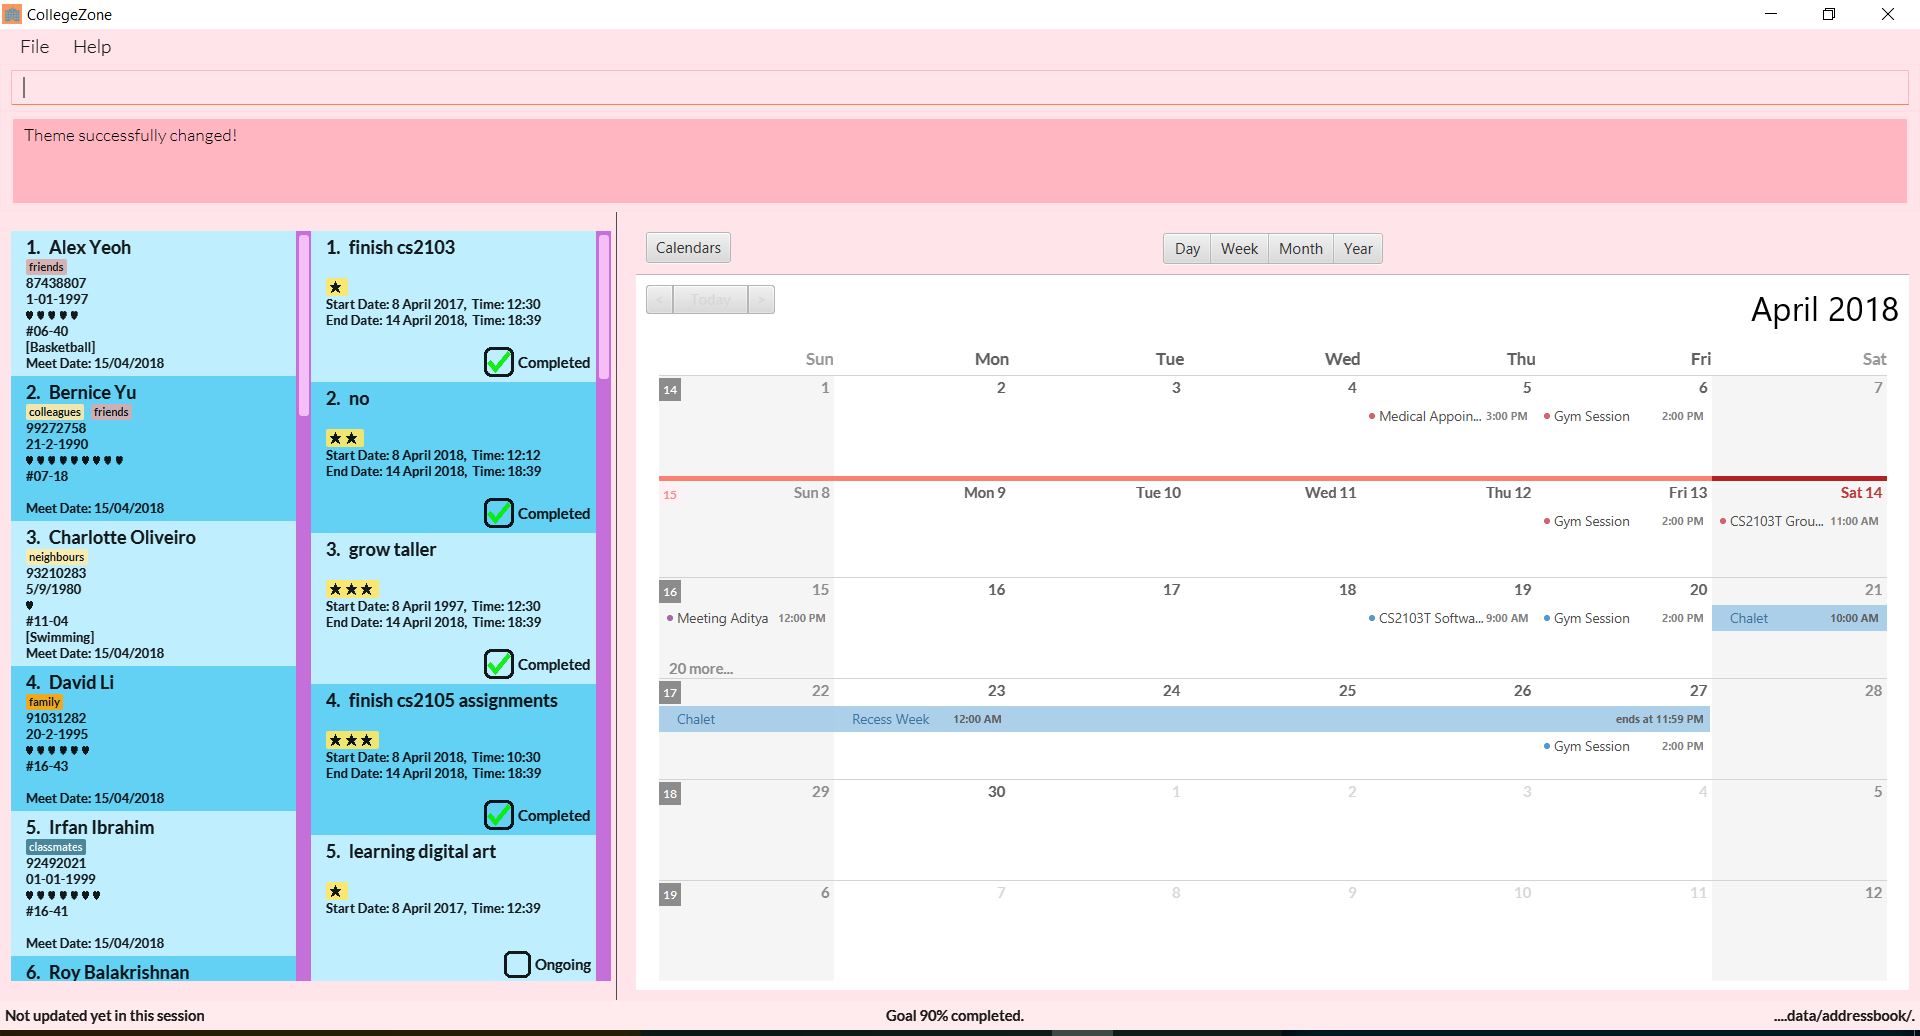 CollegeZone
File Help
Theme successfully changed!
1. Alex Yeoh
friends
87438807
1-01-1997
♥ ♥ ♥ ♥ ♥
#06-40
[Basketball]
Meet Date: 15/04/2018
2. Bernice Yu
colleagues friends
99272758
21-2-1990
♥ ♥ ♥ ♥ ♥ ♥ ♥ ♥ ♥
#07-18
Meet Date: 15/04/2018
3. Charlotte Oliveiro
neighbours
93210283
5/9/1980
♥
#11-04
[Swimming]
Meet Date: 15/04/2018
4. David Li
family
91031282
20-2-1995
♥ ♥ ♥ ♥ ♥ ♥
#16-43
Meet Date: 15/04/2018
5. Irfan Ibrahim
classmates
92492021
01-01-1999
♥ ♥ ♥ ♥ ♥ ♥ ♥
#16-41
Meet Date: 15/04/2018
6. Roy Balakrishnan
1. finish cs2103
★
Start Date: 8 April 2017, Time: 12:30
End Date: 14 April 2018, Time: 18:39
Completed
2. no
★★
Start Date: 8 April 2018, Time: 12:12
End Date: 14 April 2018, Time: 18:39
Completed
3. grow taller
★★★
Start Date: 8 April 1997, Time: 12:30
End Date: 14 April 2018, Time: 18:39
Completed
4. finish cs2105 assignments
★★★
Start Date: 8 April 2018, Time: 10:30
End Date: 14 April 2018, Time: 18:39
Completed
5. learning digital art
★
Start Date: 8 April 2017, Time: 12:39
Ongoing
Calendars
Day Week Month Year
< Today >
April 2018
Sun Mon Tue Wed Thu Fri Sat
14 1 2 3 4 5 6 7
Medical Appoin... 3:00 PM Gym Session 2:00 PM
15 Sun 8 Mon 9 Tue 10 Wed 11 Thu 12 Fri 13 Sat 14
Gym Session 2:00 PM CS2103T Grou... 11:00 AM
16 15 16 17 18 19 20 21
Meeting Aditya 12:00 PM CS2103T Softwa... 9:00 AM Gym Session 2:00 PM Chalet 10:00 AM
20 more...
17 22 23 24 25 26 27 28
Chalet Recess Week 12:00 AM ends at 11:59 PM
Gym Session 2:00 PM
18 29 30 1 2 3 4 5
19 6 7 8 9 10 11 12
Not updated yet in this session
Goal 90% completed.
....data/addressbook/.